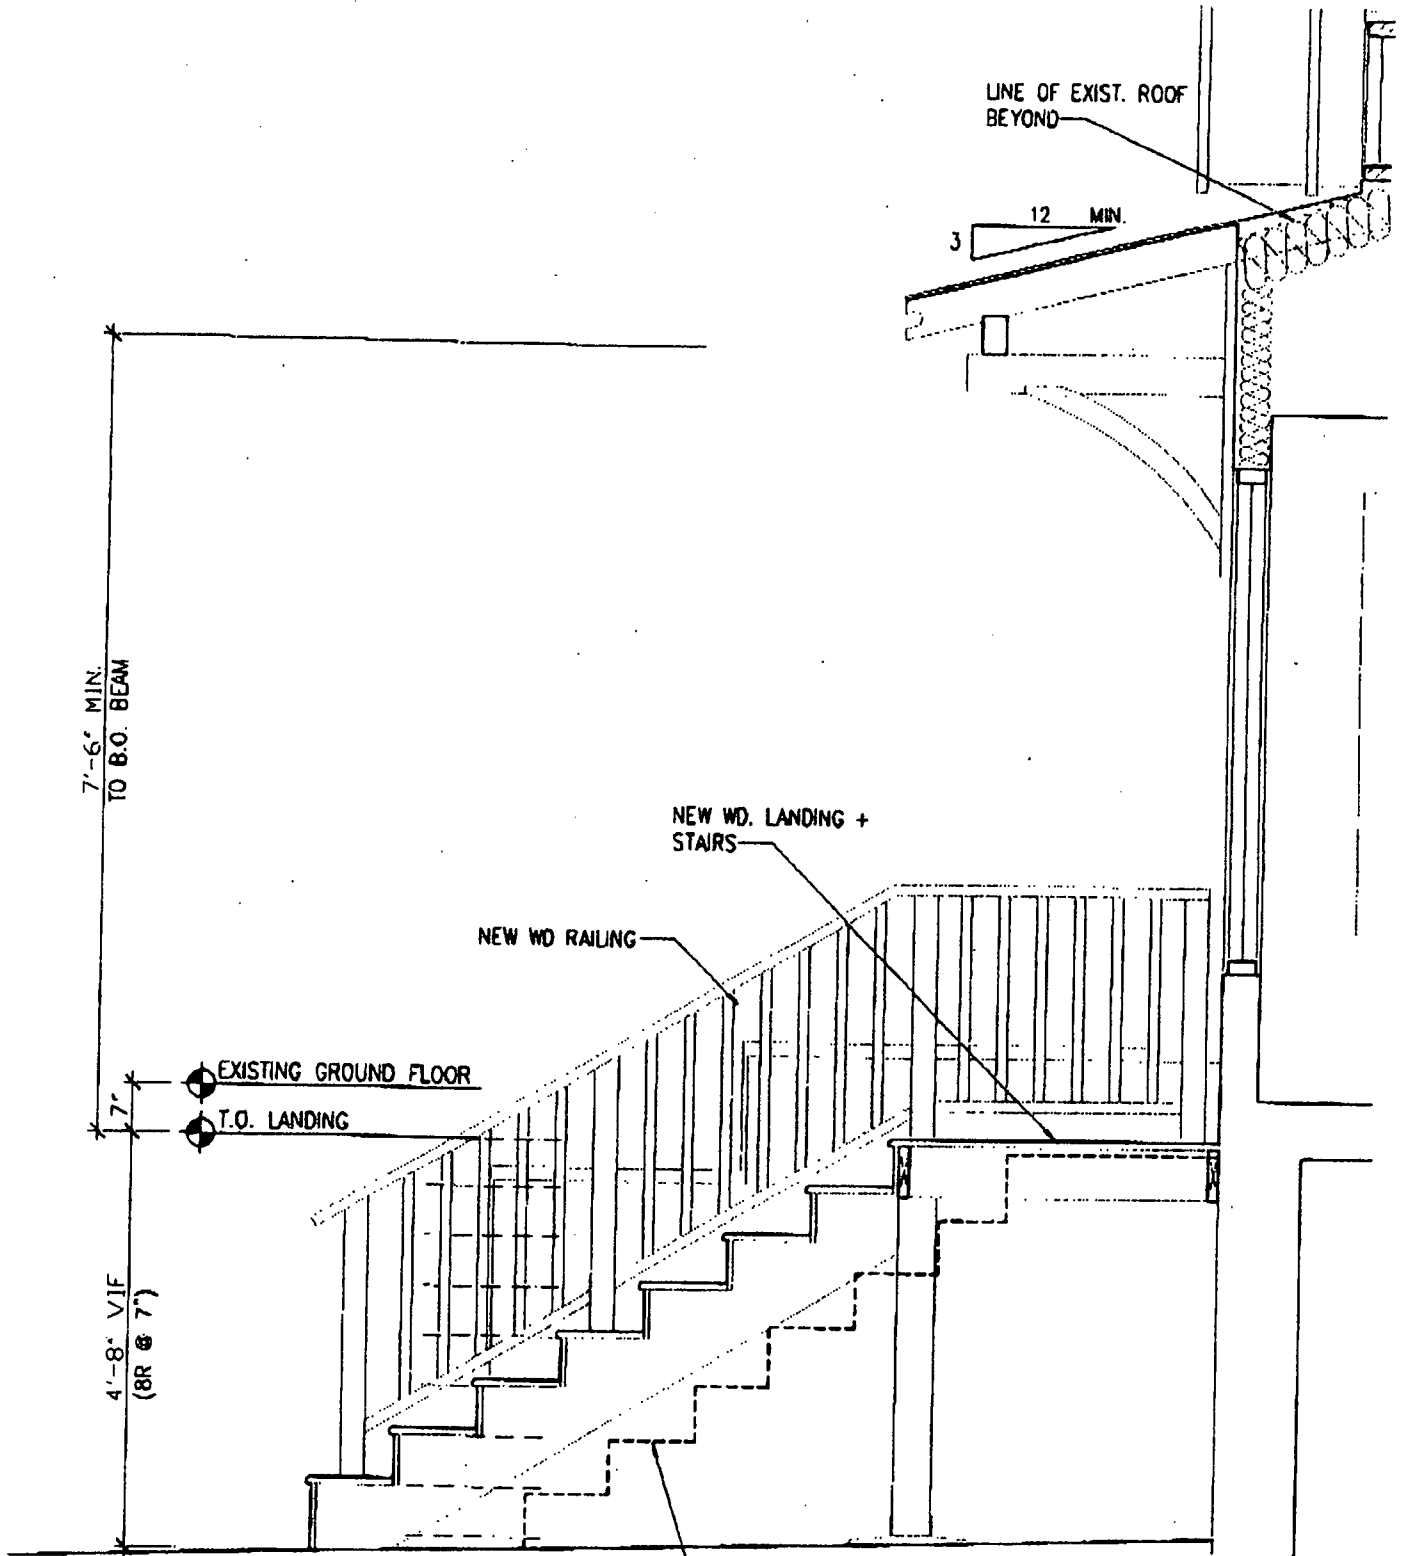 LINE OF EXIST. ROOF
BEYOND
12 MIN.
3
7'-6" MIN.
TO B.O. BEAM
NEW WD. LANDING +
STAIRS
NEW WD RAILING
EXISTING GROUND FLOOR
7"
T.O. LANDING
4'-8" VIF
(8R @ 7")